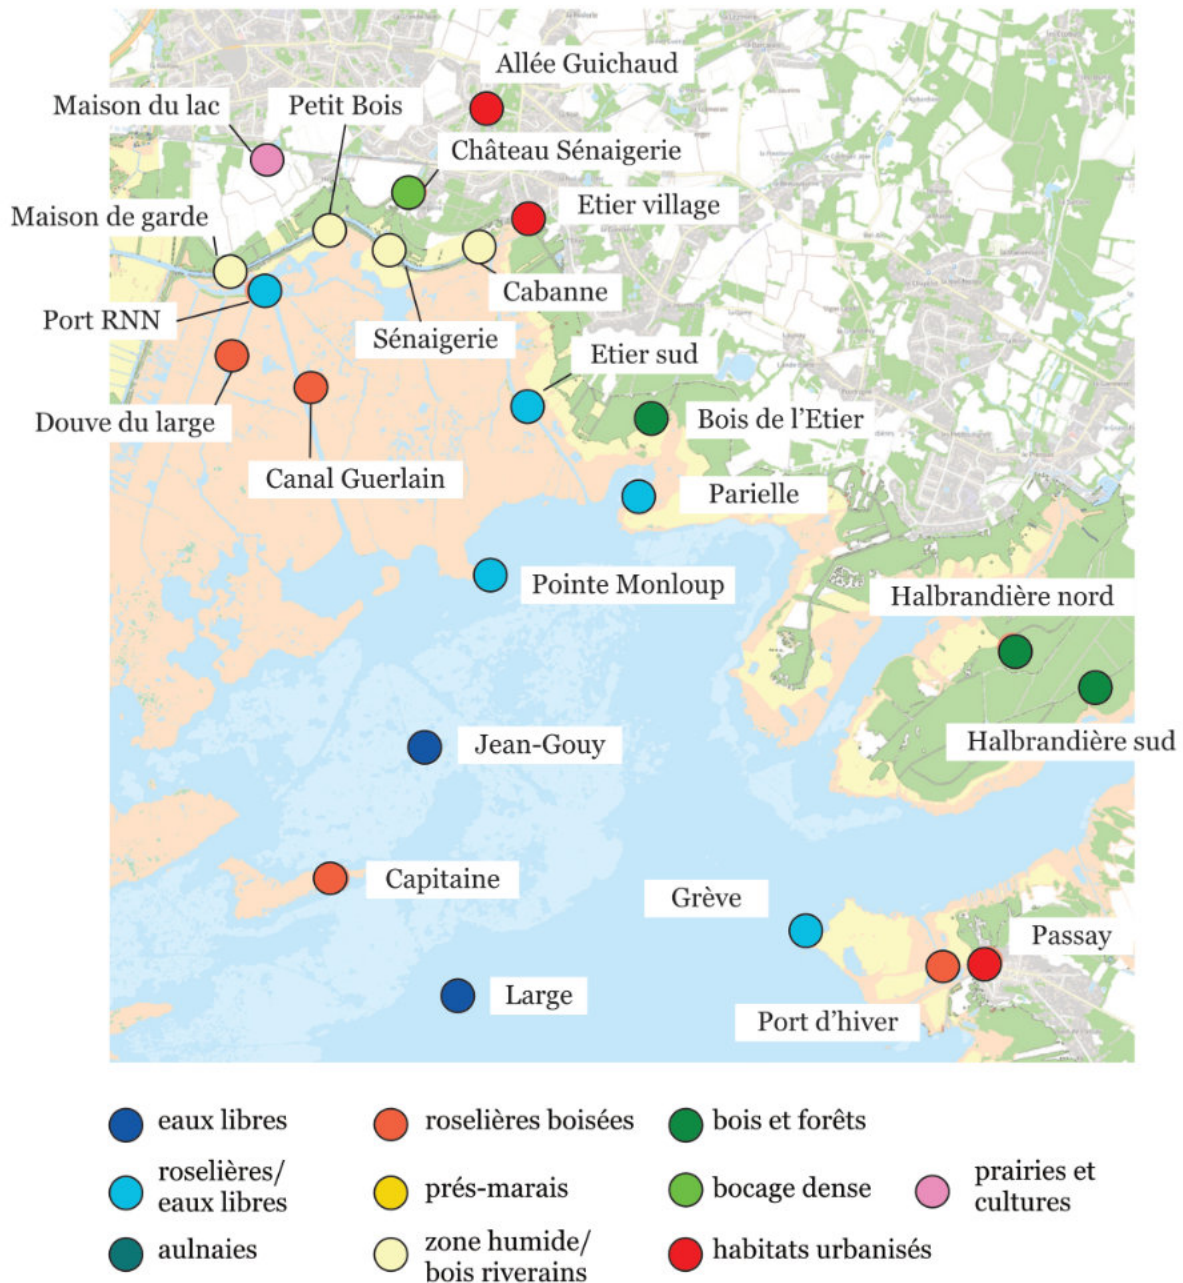 Allée Guichaud
Maison du lac
Petit Bois
Château Sénaigerie
Maison de garde
Etier village
Cabanne
Port RNN
Sénaigerie
Etier sud
Douve du large
Bois de l'Etier
Canal Guerlain
Parielle
Pointe Monloup
Halbrandière nord
Jean-Gouy
Halbrandière sud
Capitaine
Grève
Passay
Large
Port d'hiver
eaux libres
roselières boisées
bois et forêts
roselières/
eaux libres
prés-marais
bocage dense
prairies et
cultures
aulnaies
zone humide/
bois riverains
habitats urbanisés